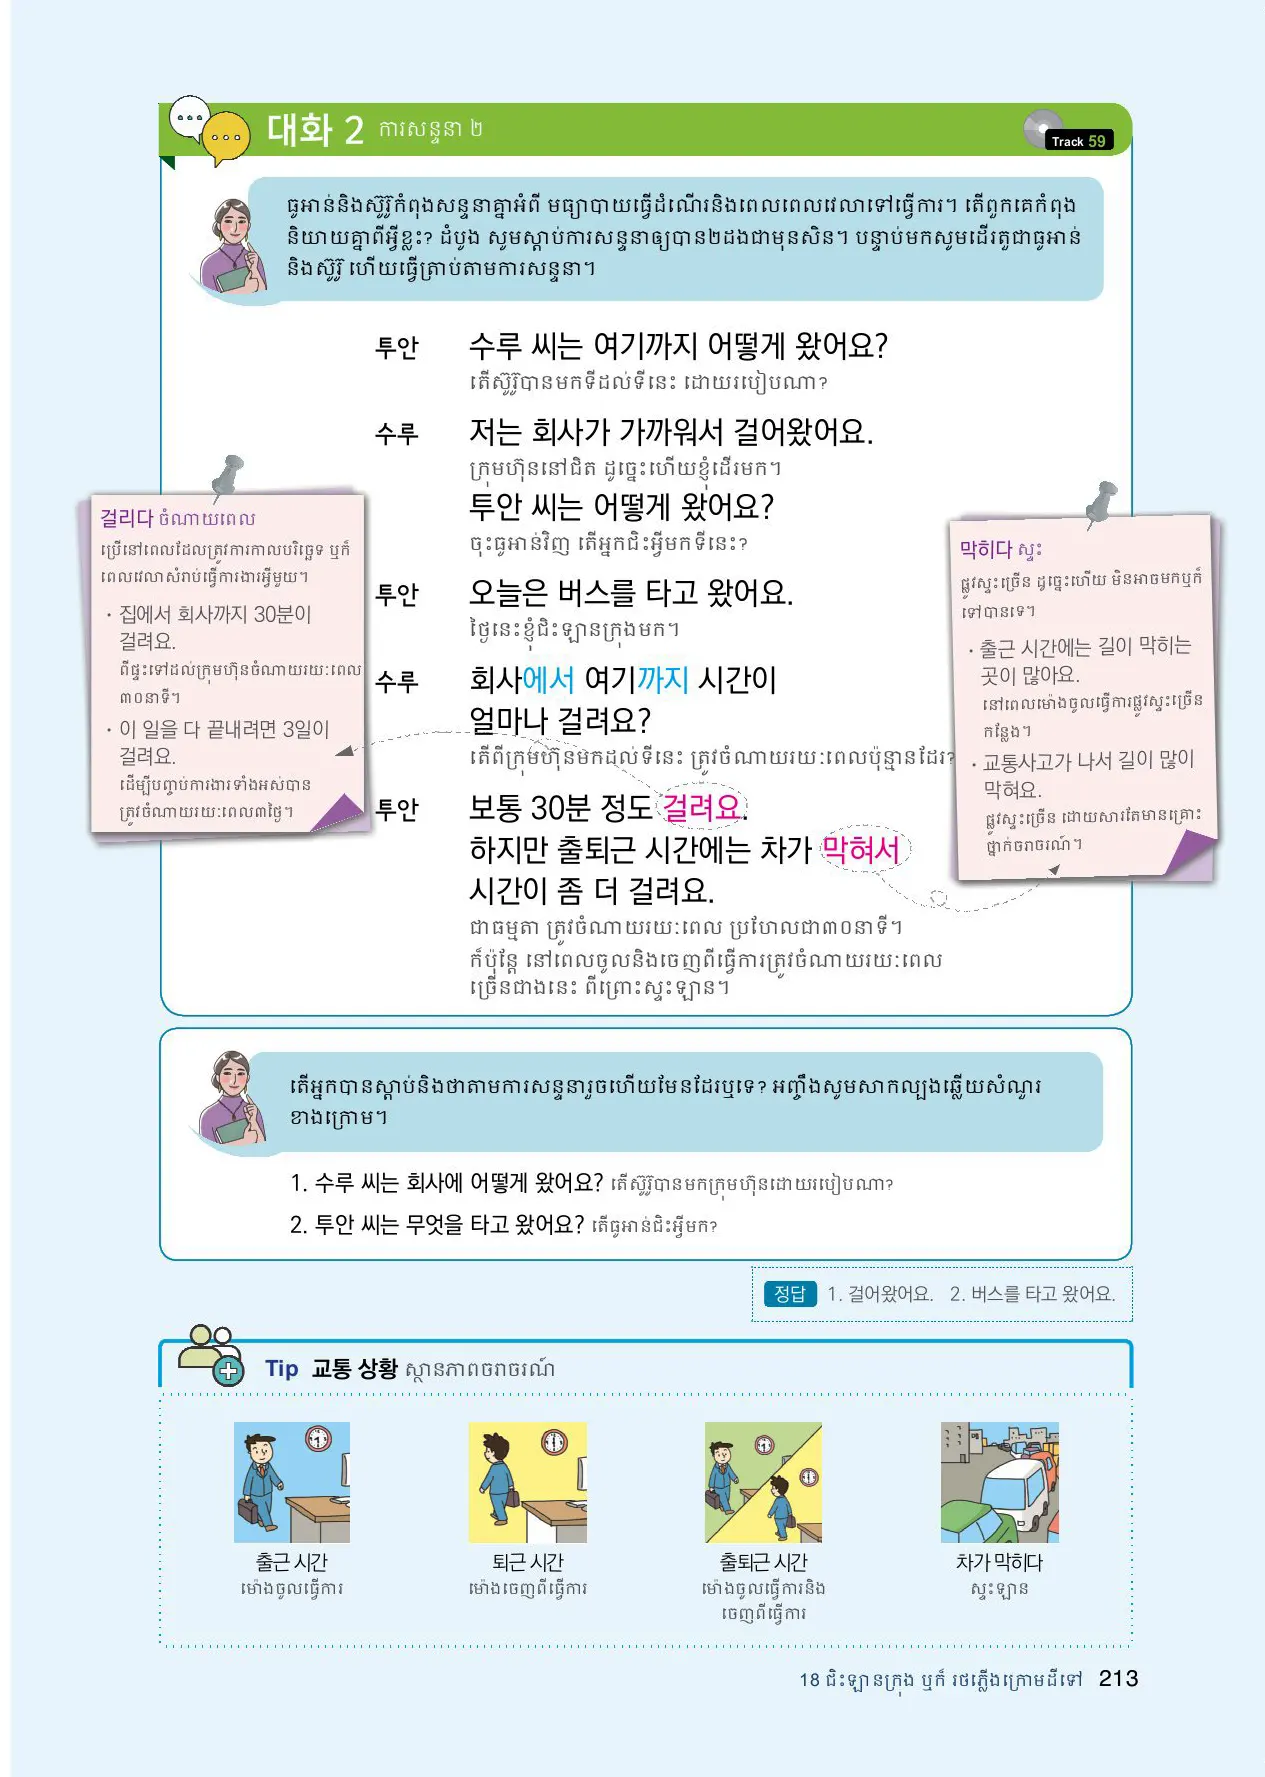 대화 2 ការសន្ទនា ២
Track 59
ធូអាន់និងស៊ូរ៉ូកំពុងសន្ទនាគ្នាអំពី មធ្យាបាយធ្វើដំណើរនិងពេលពេលវេលាទៅធ្វើការ។ តើពួកគេកំពុង
និយាយគ្នាពីអ្វីខ្លះ? ដំបូង សូមស្តាប់ការសន្ទនាឲ្យបាន២ដងជាមុនសិន។ បន្ទាប់មកសូមដើរតួជាធូអាន់
និងស៊ូរ៉ូ ហើយធ្វើត្រាប់តាមការសន្ទនា។
투안 수루 씨는 여기까지 어떻게 왔어요?
តើស៊ូរ៉ូបានមកទីដល់ទីនេះ ដោយរបៀបណា?
수루 저는 회사가 가까워서 걸어왔어요.
ក្រុមហ៊ុននៅជិត ដូច្នេះហើយខ្ញុំដើរមក។
투안 씨는 어떻게 왔어요?
ចុះធូអាន់វិញ តើអ្នកជិះអ្វីមកទីនេះ?
투안 오늘은 버스를 타고 왔어요.
ថ្ងៃនេះខ្ញុំជិះឡានក្រុងមក។
수루 회사에서 여기까지 시간이
얼마나 걸려요?
តើពីក្រុមហ៊ុនមកដល់ទីនេះ ត្រូវចំណាយរយៈពេលប៉ុន្មានដែរ?
투안 보통 30분 정도 걸려요.
하지만 출퇴근 시간에는 차가 막혀서
시간이 좀 더 걸려요.
ជាធម្មតា ត្រូវចំណាយរយៈពេល ប្រហែលជា៣០នាទី។
ក៏ប៉ុន្តែ នៅពេលចូលនិងចេញពីធ្វើការត្រូវចំណាយរយៈពេល
ច្រើនជាងនេះ ពីព្រោះស្ទះឡាន។
걸리다 ចំណាយពេល
ប្រើនៅពេលដែលត្រូវការកាលបរិច្ឆេទ ឬក៏
ពេលវេលាសំរាប់ធ្វើការងារអ្វីមួយ។
· 집에서 회사까지 30분이
걸려요.
ពីផ្ទះទៅដល់ក្រុមហ៊ុនចំណាយរយៈពេល
៣០នាទី។
· 이 일을 다 끝내려면 3일이
걸려요.
ដើម្បីបញ្ចប់ការងារទាំងអស់បាន
ត្រូវចំណាយរយៈពេល៣ថ្ងៃ។
막히다 ស្ទះ
ផ្លូវស្ទះច្រើន ដូច្នេះហើយ មិនអាចមកឬក៏
ទៅបានទេ។
· 출근 시간에는 길이 막히는
곳이 많아요.
នៅពេលម៉ោងចូលធ្វើការផ្លូវស្ទះច្រើន
កន្លែង។
· 교통사고가 나서 길이 많이
막혀요.
ផ្លូវស្ទះច្រើន ដោយសារតែមានគ្រោះ
ថ្នាក់ចរាចរណ៍។
តើអ្នកបានស្តាប់និងថាតាមការសន្ទនារួចហើយមែនដែរឬទេ? អញ្ចឹងសូមសាកល្បងឆ្លើយសំណួរ
ខាងក្រោម។
1. 수루 씨는 회사에 어떻게 왔어요? តើស៊ូរ៉ូបានមកក្រុមហ៊ុនដោយរបៀបណា?
2. 투안 씨는 무엇을 타고 왔어요? តើធូអាន់ជិះអ្វីមក?
정답 1. 걸어왔어요. 2. 버스를 타고 왔어요.
Tip 교통 상황 ស្ថានភាពចរាចរណ៍
출근 시간
ម៉ោងចូលធ្វើការ
퇴근 시간
ម៉ោងចេញពីធ្វើការ
출퇴근 시간
ម៉ោងចូលធ្វើការនិង
ចេញពីធ្វើការ
차가 막히다
ស្ទះឡាន
18 ជិះឡានក្រុង ឬក៏ រថភ្លើងក្រោមដីទៅ 213